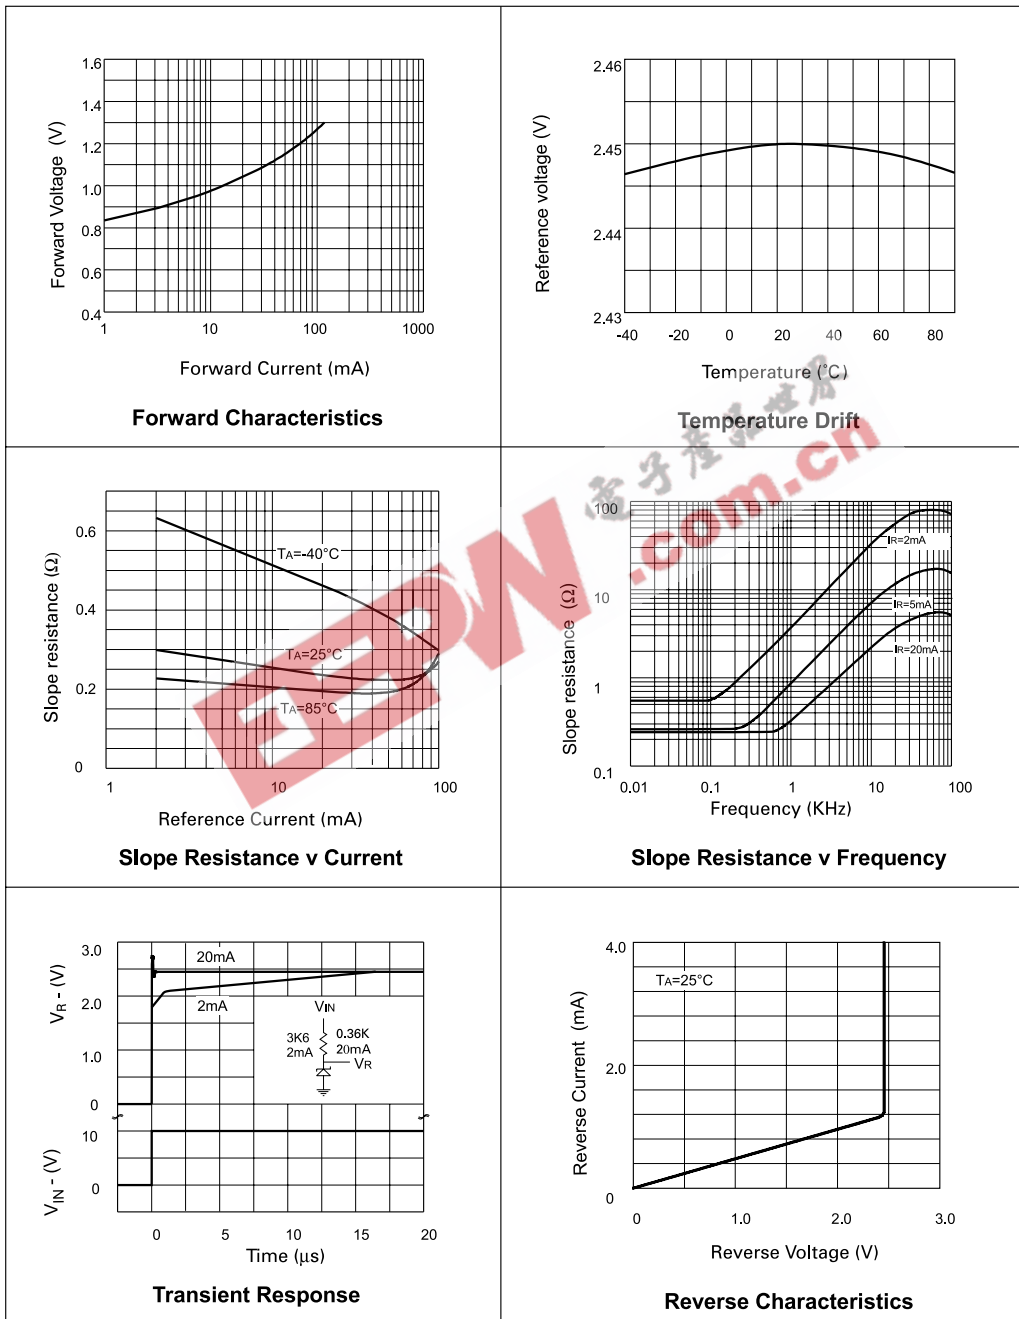 1.6
1.4
1.2
1.0
0.8
0.6
0.4
1
10
100
1000
Forward Voltage (V)
Forward Current (mA)
Forward Characteristics
2.46
2.45
2.44
2.43
-40
-20
0
20
40
60
80
Reference voltage (V)
Temperature (°C)
Temperature Drift
0.6
0.4
0.2
0
1
10
100
TA=-40°C
TA=25°C
TA=85°C
Slope resistance (Ω)
Reference Current (mA)
Slope Resistance v Current
100
10
1
0.1
0.01
0.1
1
10
100
IR=2mA
IR=5mA
IR=20mA
Slope resistance (Ω)
Frequency (KHz)
Slope Resistance v Frequency
電子產品世界
EEPW
.com.cn
3.0
2.0
1.0
0
10
0
20mA
2mA
VIN
3K6
2mA
0.36K
20mA
VR
VR - (V)
VIN - (V)
0
5
10
15
20
Time (µs)
Transient Response
4.0
2.0
0
TA=25°C
0
1.0
2.0
3.0
Reverse Current (mA)
Reverse Voltage (V)
Reverse Characteristics